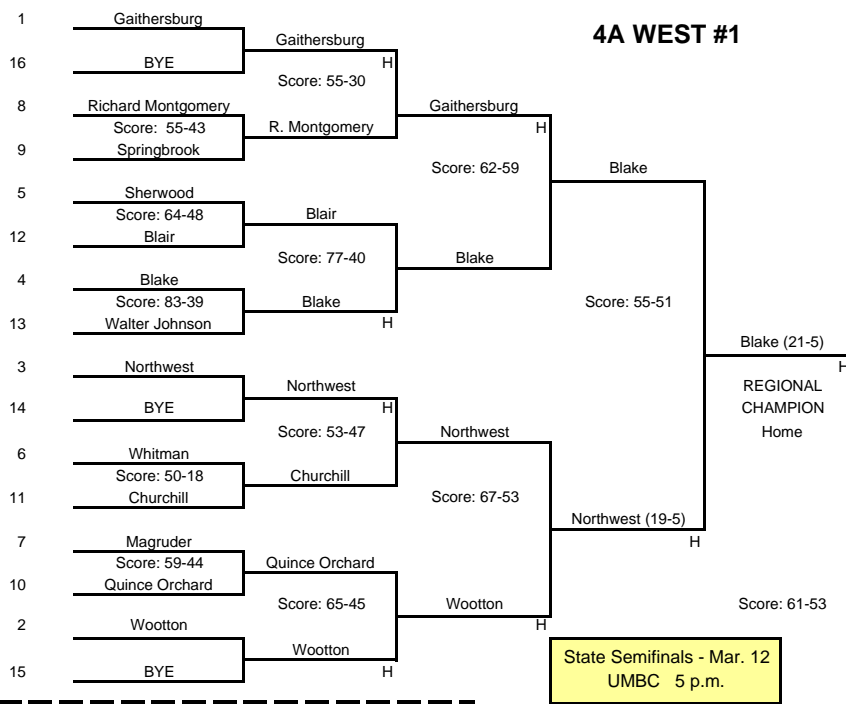 4A WEST #1
1 Gaithersburg
Gaithersburg
16 BYE
H
Score: 55-30
8 Richard Montgomery
Gaithersburg
Score: 55-43
R. Montgomery
H
9 Springbrook
Score: 62-59
Blake
5 Sherwood
Score: 64-48
Blair
12 Blair
Score: 77-40
Blake
4 Blake
Score: 83-39
Blake
Score: 55-51
13 Walter Johnson
H
Blake (21-5)
H
3 Northwest
Northwest
REGIONAL
CHAMPION
Home
14 BYE
H
Score: 53-47
Northwest
6 Whitman
Score: 50-18
Churchill
11 Churchill
Score: 67-53
Northwest (19-5)
H
7 Magruder
Score: 59-44
Quince Orchard
10 Quince Orchard
Score: 65-45
Wootton
Score: 61-53
2 Wootton
H
Wootton
15 BYE
H
State Semifinals - Mar. 12
UMBC 5 p.m.